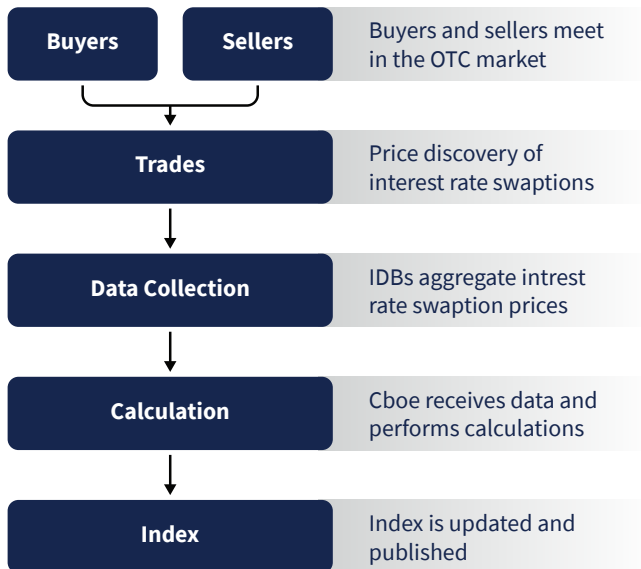 Buyers
Sellers
Buyers and sellers meet
in the OTC market
Trades
Price discovery of
interest rate swaptions
Data Collection
IDBs aggregate intrest
rate swaption prices
Calculation
Cboe receives data and
performs calculations
Index
Index is updated and
published